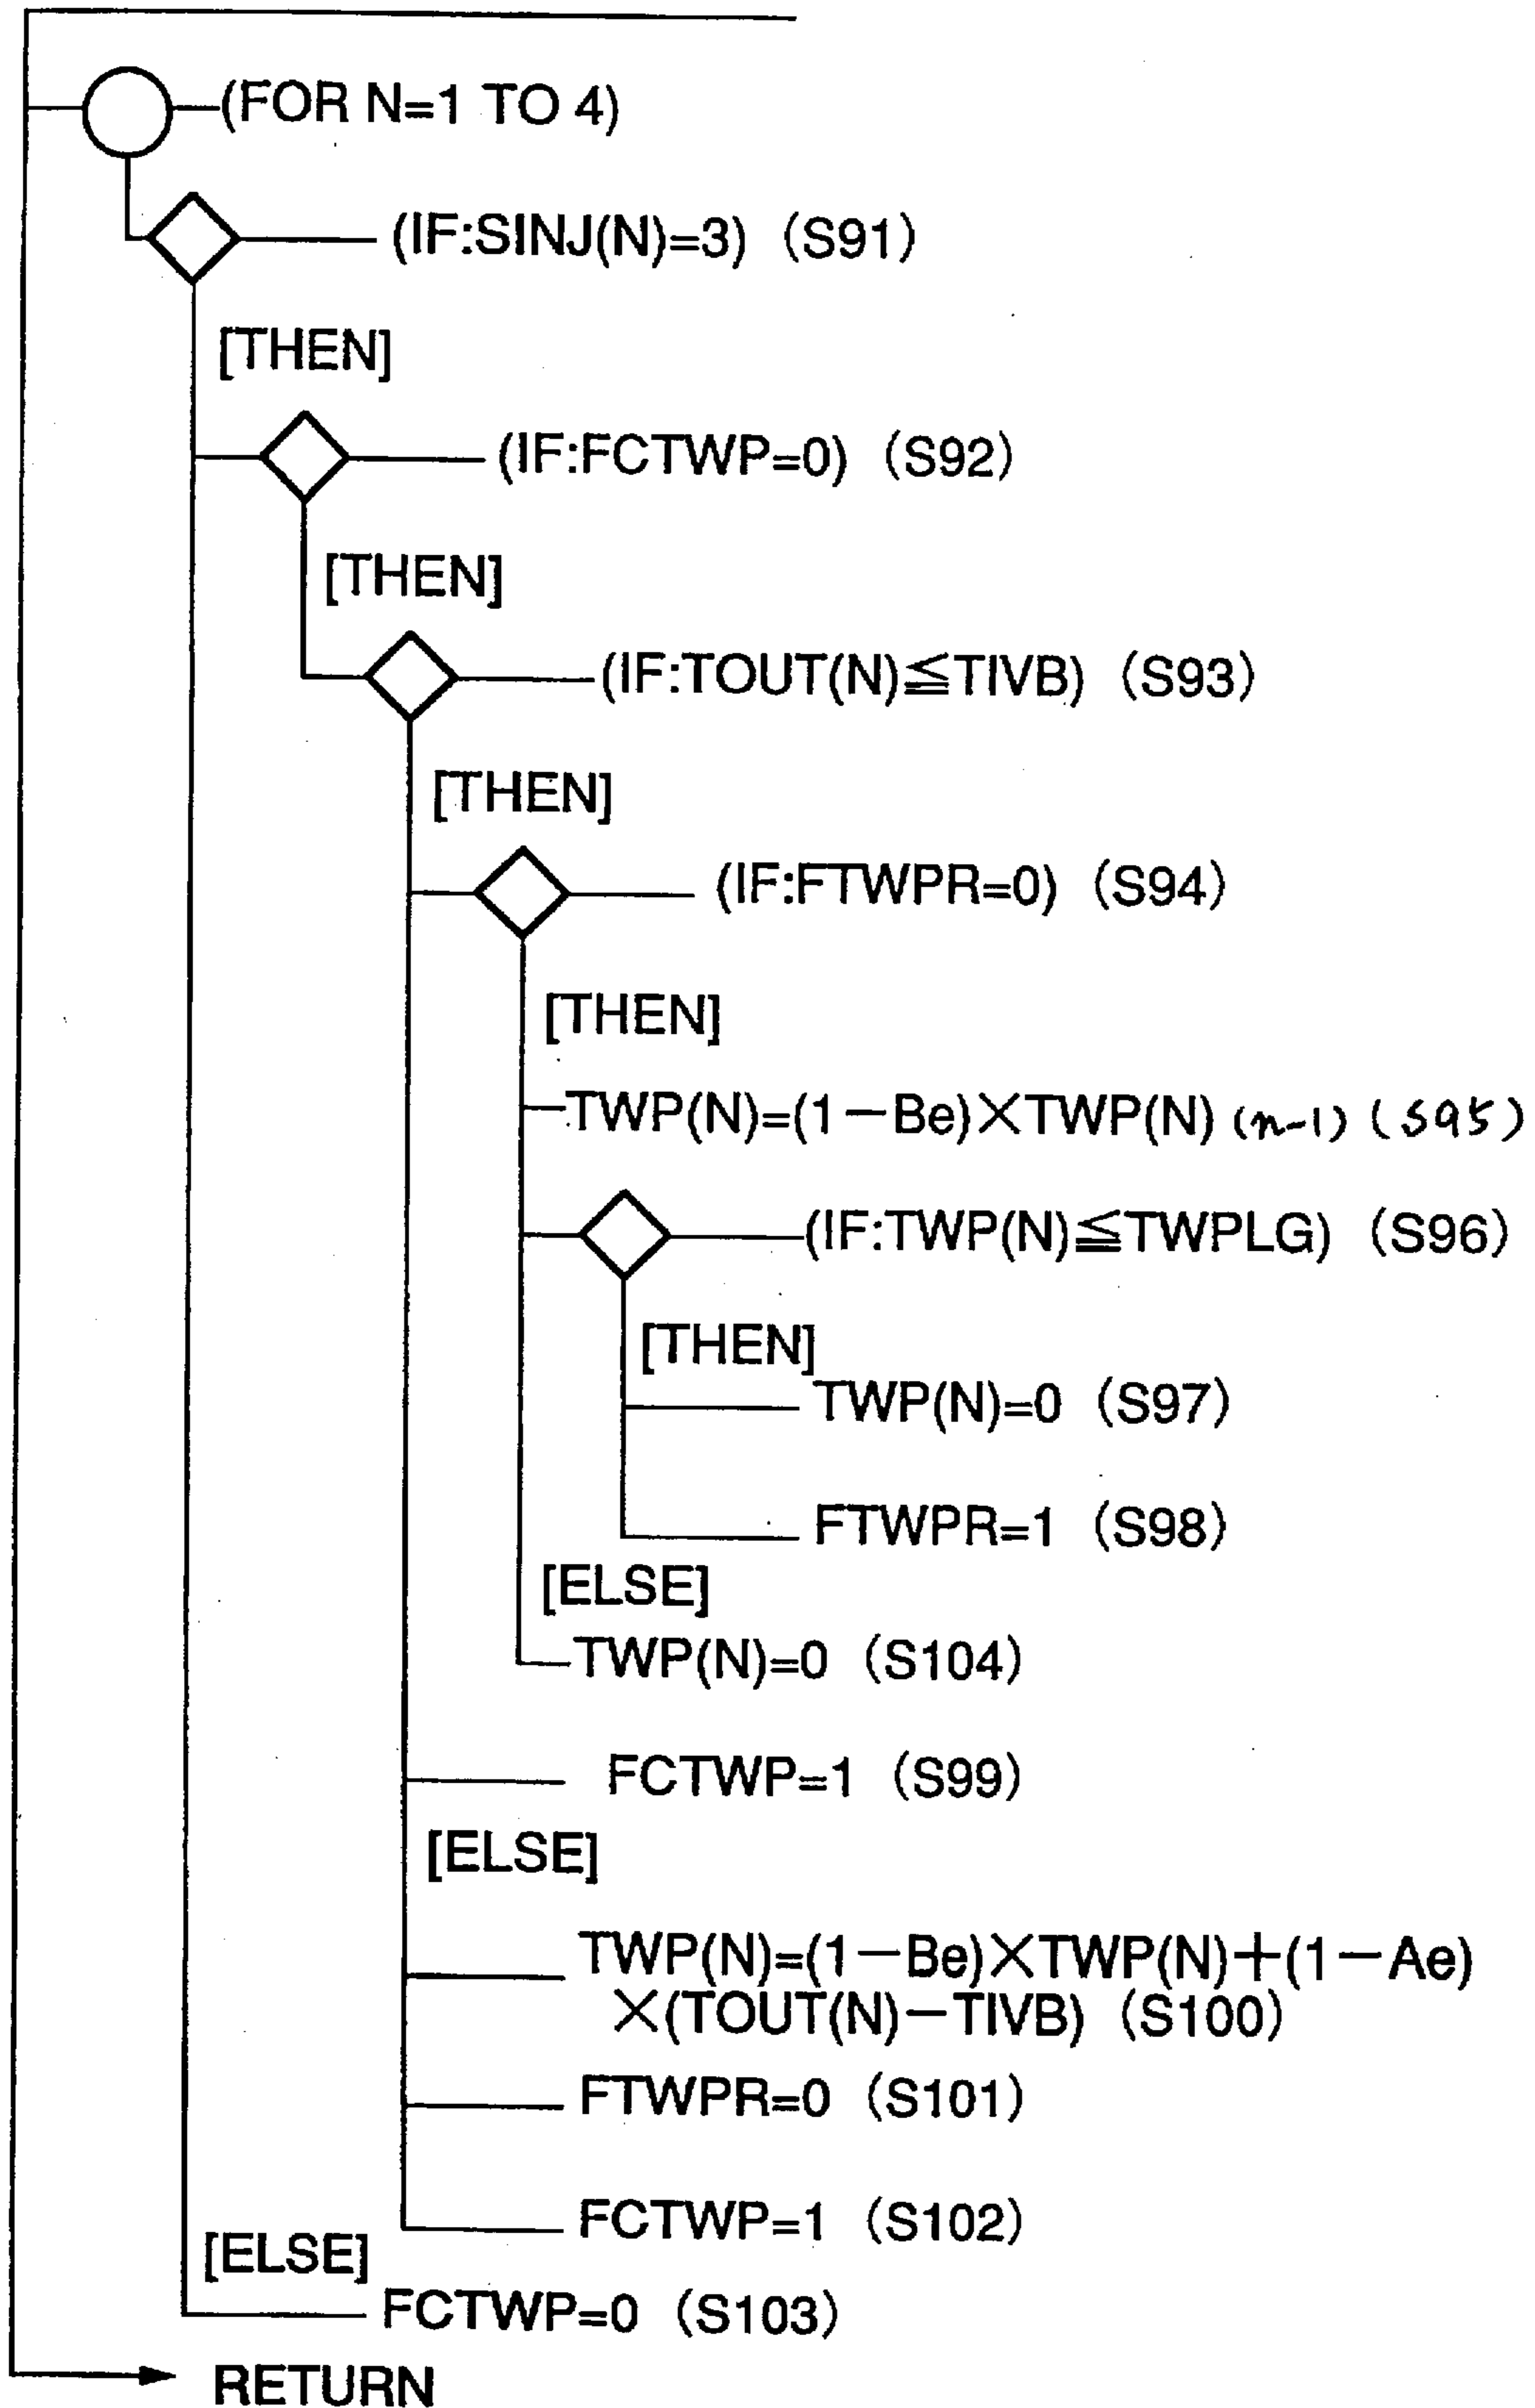 (FOR N=1 TO 4)
(IF:SINJ(N)=3) (S91)
[THEN]
(IF:FCTWP=0) (S92)
[THEN]
(IF:TOUT(N)≦TIVB) (S93)
[THEN]
(IF:FTWPR=0) (S94)
[THEN]
TWP(N)=(1−Be)×TWP(N) (n-1) (S95)
(IF:TWP(N)≦TWPLG) (S96)
[THEN]
TWP(N)=0 (S97)
FTWPR=1 (S98)
[ELSE]
TWP(N)=0 (S104)
FCTWP=1 (S99)
[ELSE]
TWP(N)=(1−Be)×TWP(N)+(1−Ae)
×(TOUT(N)−TIVB) (S100)
FTWPR=0 (S101)
FCTWP=1 (S102)
[ELSE]
FCTWP=0 (S103)
RETURN